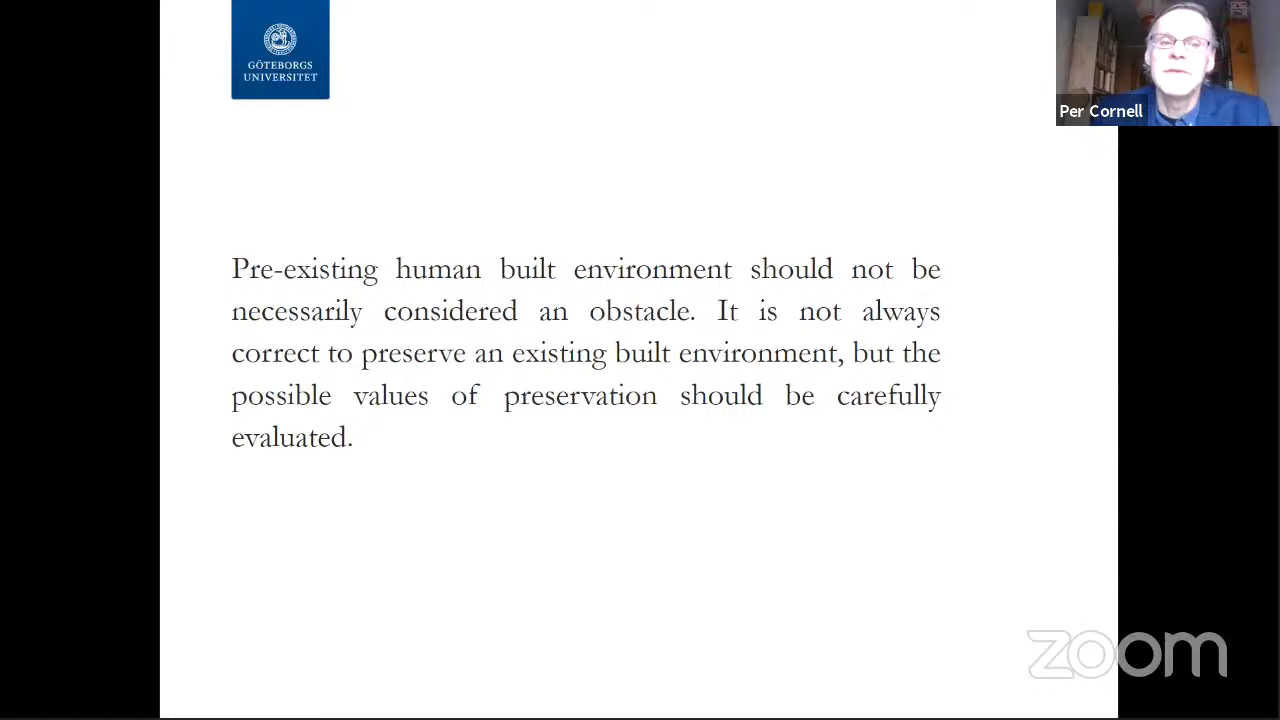 GÖTEBORGS
UNIVERSITET
Per Cornell
Pre-existing human built environment should not be
necessarily considered an obstacle. It is not always
correct to preserve an existing built environment, but the
possible values of preservation should be carefully
evaluated.
zoom